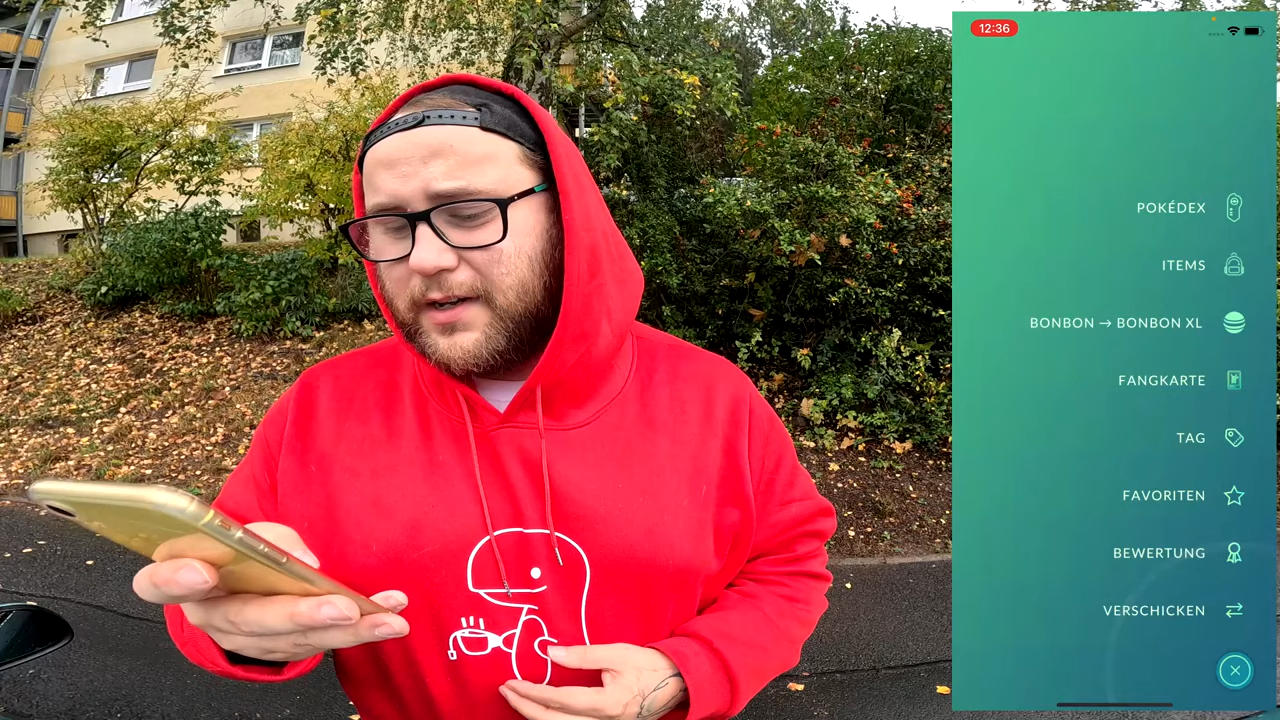 12:36
POKÉDEX
ITEMS
BONBON → BONBON XL
FANGKARTE
TAG
FAVORITEN
BEWERTUNG
VERSCHICKEN